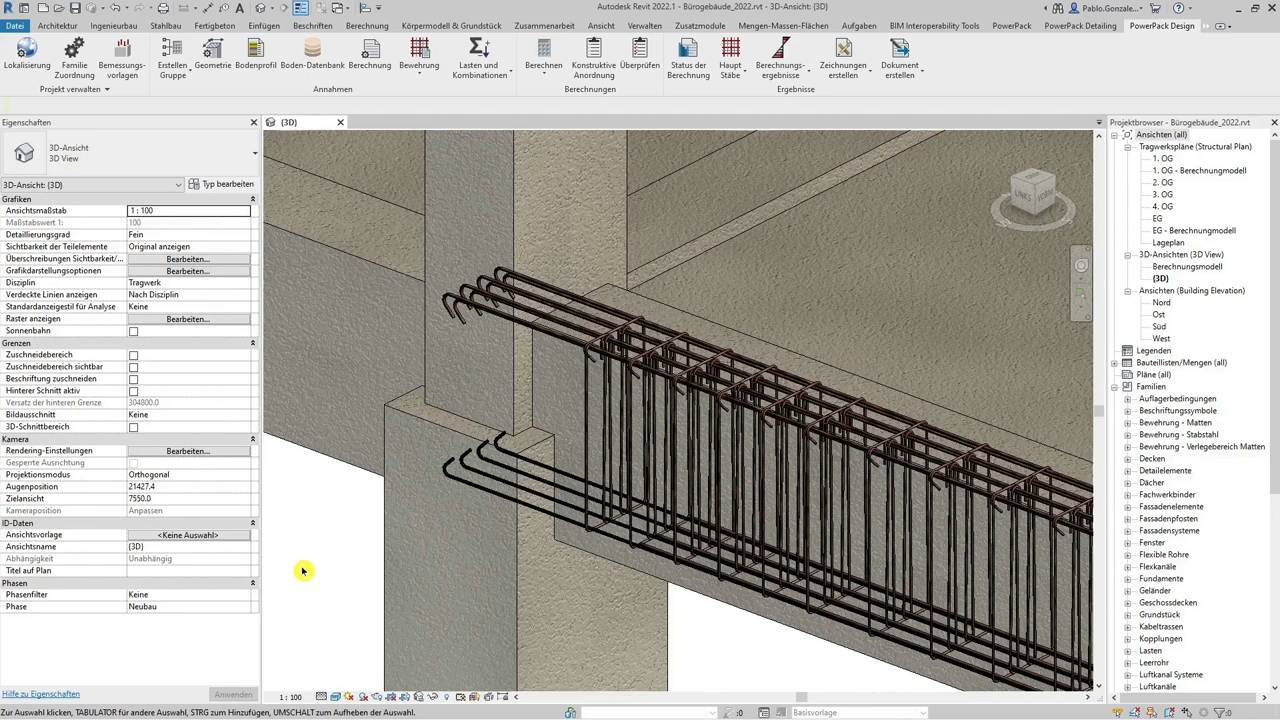 Autodesk Revit 2022.1 - Bürogebäude_2022.rvt - 3D-Ansicht: {3D}
Pablo.Gonzale...
Datei Architektur Ingenieurbau Stahlbau Fertigteile Einfügen Beschriften Berechnung Körpermodell & Grundstück Zusammenarbeit Ansicht Verwalten Zusatzmodule Mengen-Massen-Flächen Aufgaben BIM Interoperability Tools PowerPack PowerPack Detailing PowerPack Design
Lokalisierung
Familie Zuordnung
Bemessungs- vorlagen
Erstellen Gruppe
Geometrie
Bodenprofil
Boden-Datenbank
Berechnung
Bewehrung
Lasten und Kombinationen
Berechnen
Konstruktive Anordnung
Überprüfen
Status der Berechnung
Haupt Stäbe
Berechnungs- ergebnisse
Zeichnungen erstellen
Dokument erstellen
Projekt verwalten
Annahmen
Berechnungen
Ergebnisse
Eigenschaften
3D-Ansicht
3D View
3D-Ansicht: {3D} Typ bearbeiten
Grafiken
Ansichtsmaßstab 1 : 100
Maßstabswert 1: 100
Detaillierungsgrad Fein
Sichtbarkeit der Teilelemente Original anzeigen
Überschreibungen Sichtbarkeit/... Bearbeiten...
Grafikdarstellungsoptionen Bearbeiten...
Disziplin Tragwerk
Verdeckte Linien anzeigen Nach Disziplin
Standardanzeigestil für Analyse Keine
Raster anzeigen Bearbeiten...
Sonnenbahn
Grenzen
Zuschneidebereich
Zuschneidebereich sichtbar
Beschriftung zuschneiden
Hinterer Schnitt aktiv
Versatz der hinteren Grenze 304800.0
Bildausschnitt Keine
3D-Schnittbereich
Kamera
Rendering-Einstellungen Bearbeiten...
Gesperrte Ausrichtung
Projektionsmodus Orthogonal
Augenposition 21427.4
Zielansicht 7550.0
Kameraposition Anpassen
ID-Daten
Ansichtsvorlage <Keine Auswahl>
Ansichtsname {3D}
Abhängigkeit Unabhängig
Titel auf Plan
Phasen
Phasenfilter Keine
Phase Neubau
Hilfe zu Eigenschaften Anwenden
{3D}
LINKS VORN
1 : 100
Projektbrowser - Bürogebäude_2022.rvt
Ansichten (all)
Tragwerkspläne (Structural Plan)
1. OG
1. OG - Berechnungmodell
2. OG
3. OG
4. OG
EG
EG - Berechnungmodell
Lageplan
3D-Ansichten (3D View)
Berechnungsmodell
{3D}
Ansichten (Building Elevation)
Nord
Ost
Süd
West
Legenden
Bauteillisten/Mengen (all)
Pläne (all)
Familien
Auflagerbedingungen
Beschriftungssymbole
Bewehrung - Matten
Bewehrung - Stabstahl
Bewehrung - Verlegebereich Matten
Decken
Detailelemente
Dächer
Fachwerkbinder
Fassadenelemente
Fassadenpfosten
Fassadensysteme
Fenster
Flexible Rohre
Flexkanäle
Fundamente
Geländer
Geschossdecken
Grundstück
Kabeltrassen
Kopplungen
Lasten
Leerrohr
Luftkanal Systeme
Luftkanäle
Zur Auswahl klicken, TABULATOR für andere Auswahl, STRG zum Hinzufügen, UMSCHALT zum Aufheben der Auswahl.
:0
Basisvorlage
:0